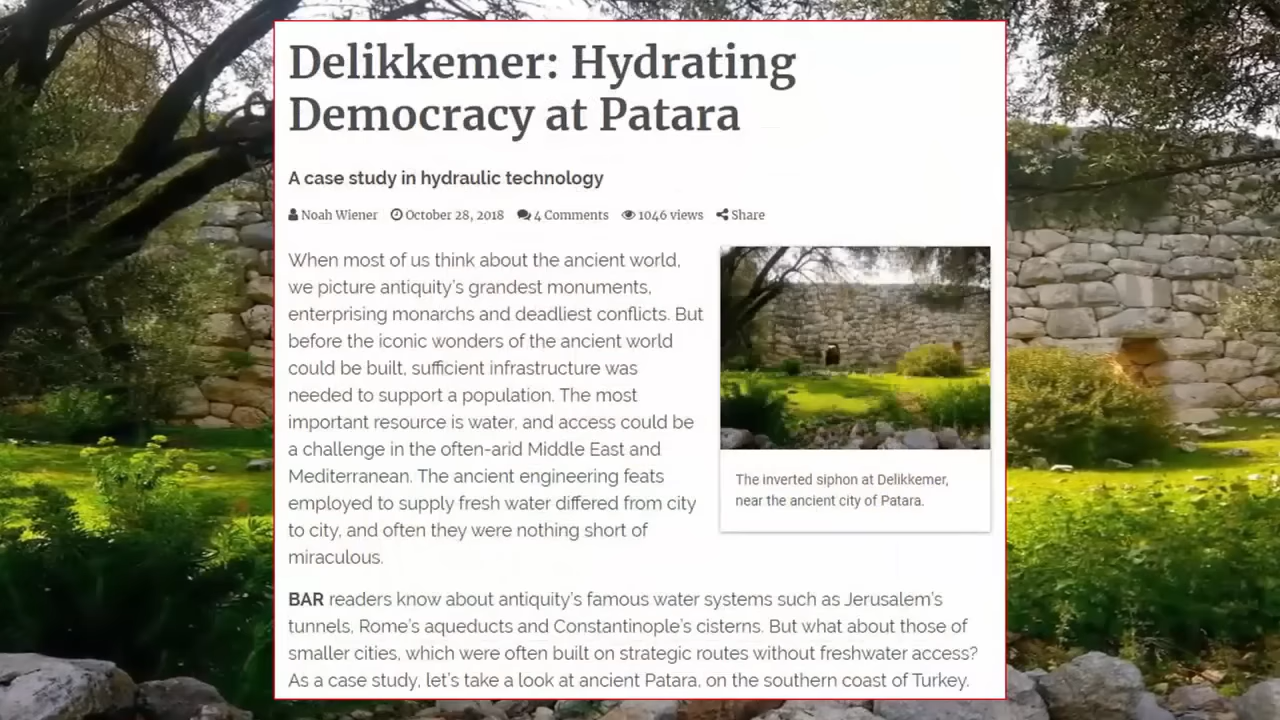 Delikkemer: Hydrating
Democracy at Patara
A case study in hydraulic technology
Noah Wiener October 28, 2018 4 Comments 1046 views Share
When most of us think about the ancient world,
we picture antiquity's grandest monuments,
enterprising monarchs and deadliest conflicts. But
before the iconic wonders of the ancient world
could be built, sufficient infrastructure was
needed to support a population. The most
important resource is water, and access could be
a challenge in the often-arid Middle East and
Mediterranean. The ancient engineering feats
employed to supply fresh water differed from city
to city, and often they were nothing short of
miraculous.
The inverted siphon at Delikkemer,
near the ancient city of Patara.
BAR readers know about antiquity's famous water systems such as Jerusalem's
tunnels, Rome's aqueducts and Constantinople's cisterns. But what about those of
smaller cities, which were often built on strategic routes without freshwater access?
As a case study, let's take a look at ancient Patara, on the southern coast of Turkey.